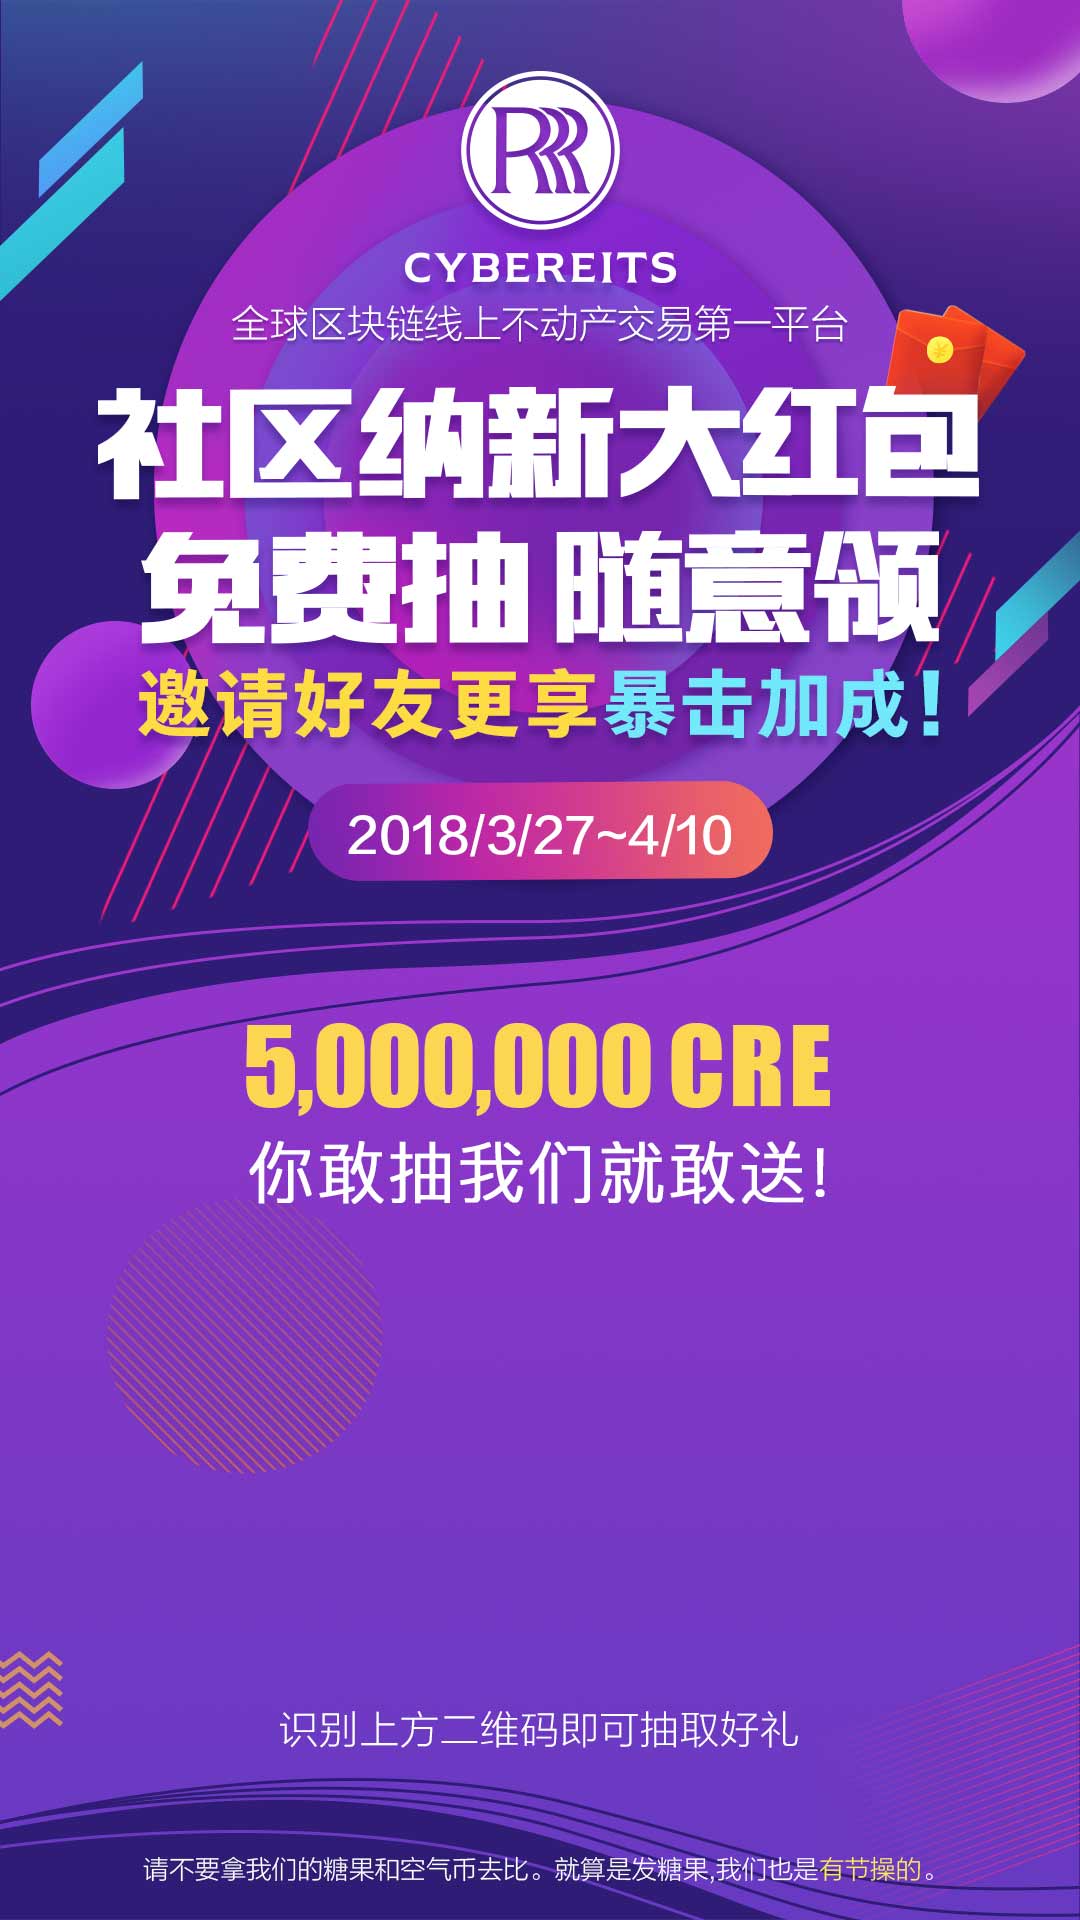 RRRR
CYBEREITS
全球区块链线上不动产交易第一平台
社区纳新大红包
免费抽 随意领
邀请好友更享暴击加成!
2018/3/27~4/10
5,000,000 CRE
你敢抽我们就敢送!
识别上方二维码即可抽取好礼
请不要拿我们的糖果和空气币去比。就算是发糖果,我们也是有节操的。